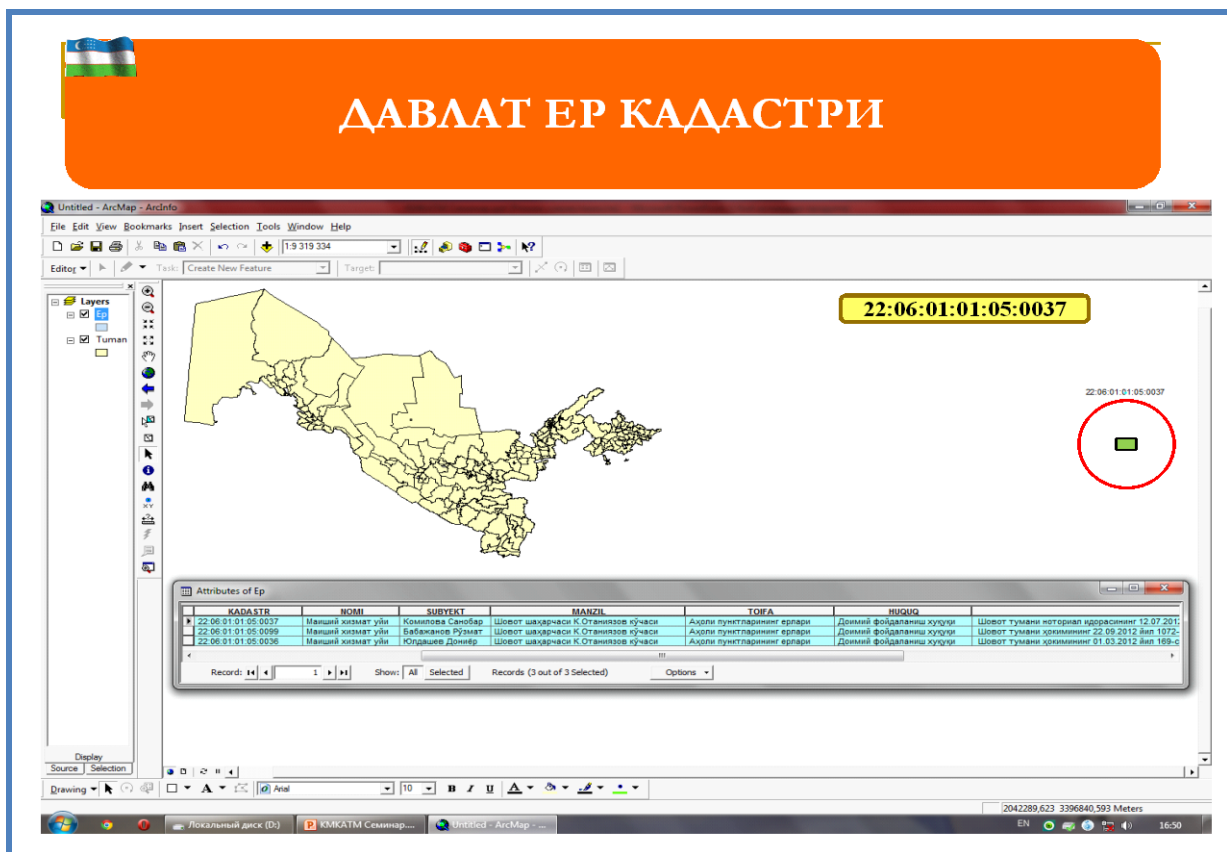 ДАВЛАТ ЕР КАДАСТРИ
Untitled - ArcMap - ArcInfo
File Edit View Bookmarks Insert Selection Tools Window Help
1:9 319 334
Editor Task: Create New Feature Target:
Layers
Ер
Tuman
22:06:01:01:05:0037
22:06:01:01:05:0037
Attributes of Ер
KADASTR NOMI SUBYEKT MANZIL TOIFA HUQUQ
22:06:01:01:05:0037 Маиший хизмат уйи Комилова Санобар Шовот шаҳарчаси К.Отаниязов кўчаси Аҳоли пунктларининг ерлари Доимий фойдаланиш ҳуқуқи Шовот тумани ноториал идорасининг 12.07.201
22:06:01:01:05:0099 Маиший хизмат уйи Бабажанов Рўзмат Шовот шаҳарчаси К.Отаниязов кўчаси Аҳоли пунктларининг ерлари Доимий фойдаланиш ҳуқуқи Шовот тумани ҳокимининг 22.09.2012 йил 1072-
22:06:01:01:05:0036 Маиший хизмат уйи Юлдашев Дониёр Шовот шаҳарчаси К.Отаниязов кўчаси Аҳоли пунктларининг ерлари Доимий фойдаланиш ҳуқуқи Шовот тумани ҳокимининг 01.03.2012 йил 169-
Record: 1 Show: All Selected Records (3 out of 3 Selected) Options
Display
Source Selection
Drawing A Arial 10 B I U A
2042289,623 3396840,593 Meters
Локальный диск (D:) КМКАТМ Семинар.... Untitled - ArcMap - ... EN 16:50